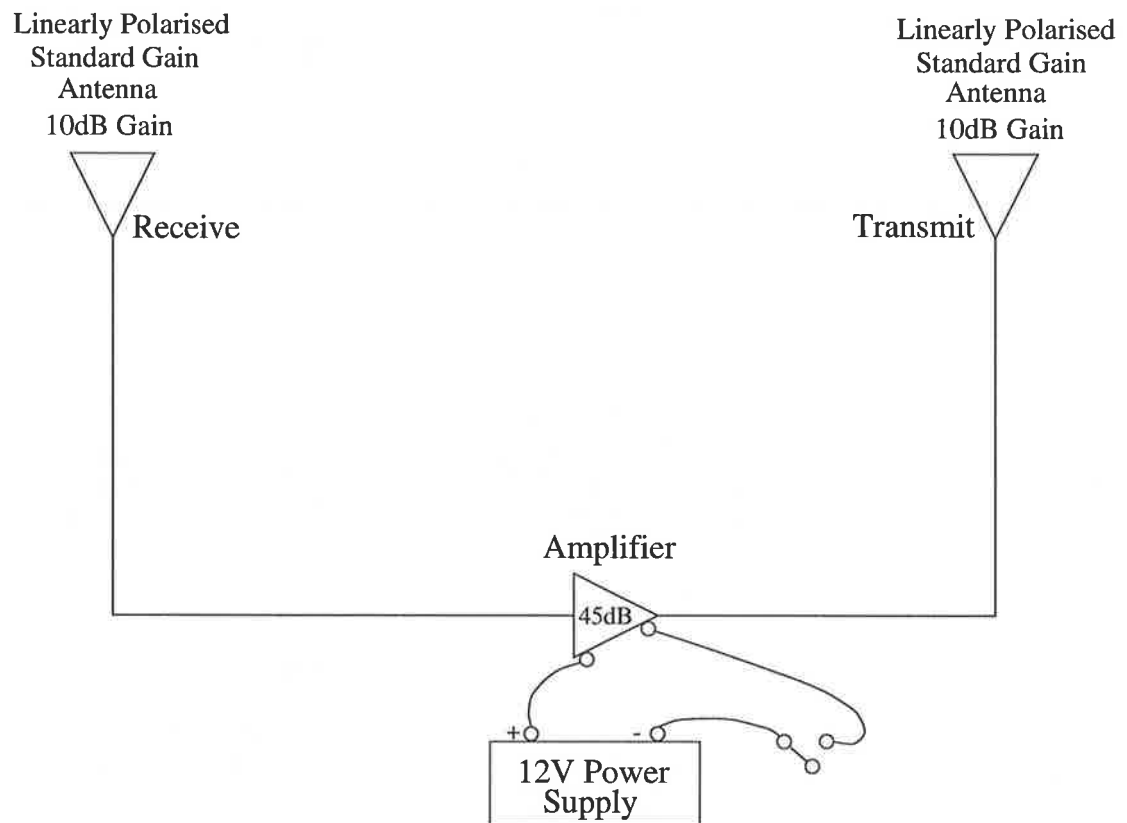 Linearly Polarised
Standard Gain
Antenna
10dB Gain
Linearly Polarised
Standard Gain
Antenna
10dB Gain
Receive
Transmit
Amplifier
45dB
+
-
12V Power
Supply